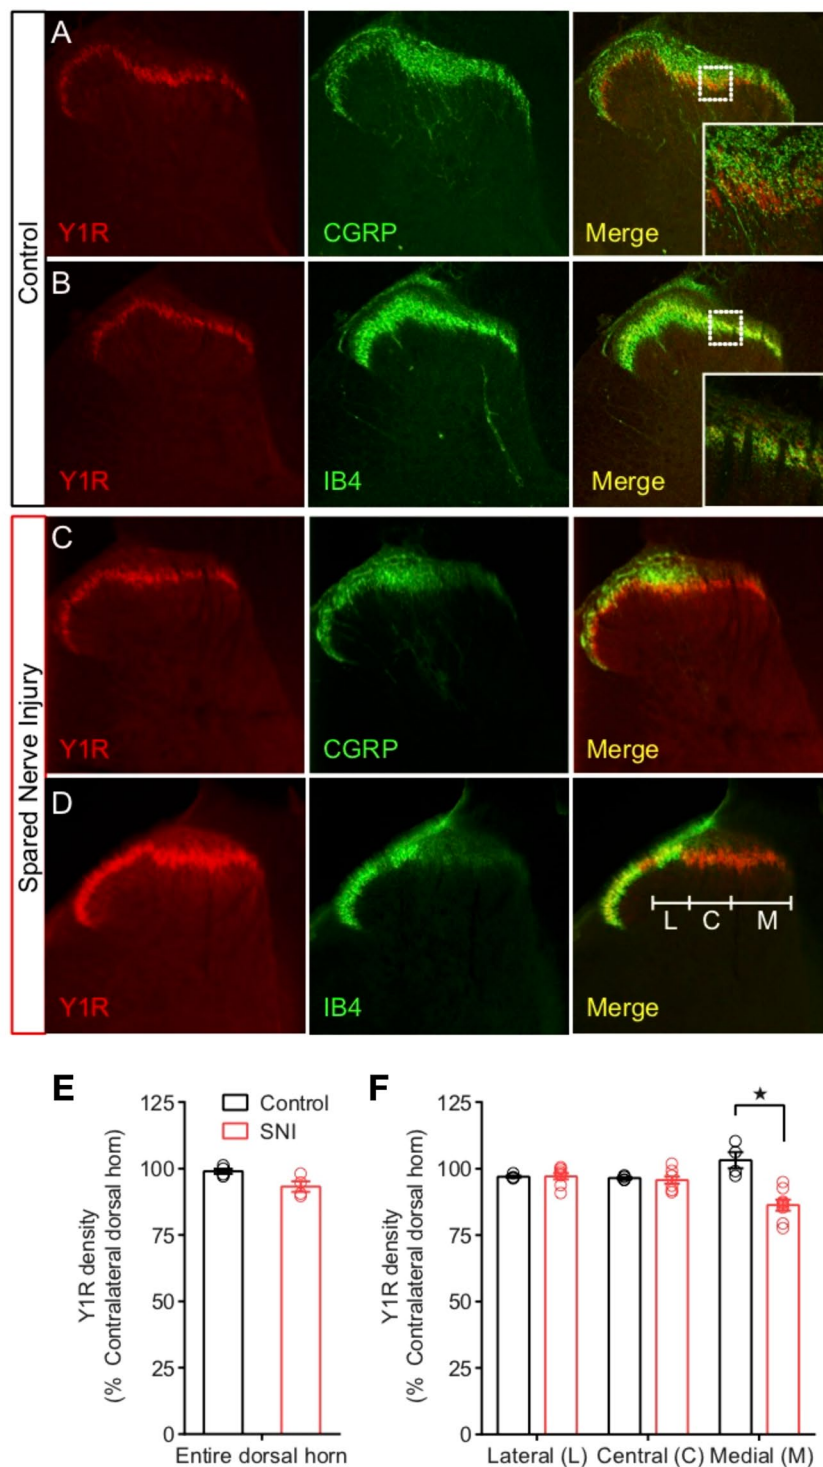 Control
A
Y1R
CGRP
Merge
B
Y1R
IB4
Merge
Spared Nerve Injury
C
Y1R
CGRP
Merge
D
Y1R
IB4
L C M
Merge
E
Y1R density
(% Contralateral dorsal horn)
125
100
75
50
25
0
Control
SNI
Entire dorsal horn
F
Y1R density
(% Contralateral dorsal horn)
125
100
75
50
25
0
★
Lateral (L) Central (C) Medial (M)